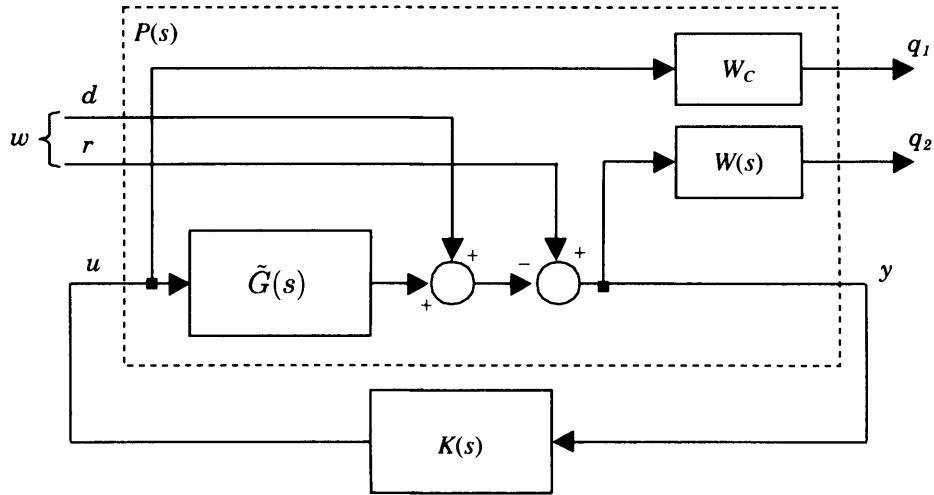 P(s)
W_C
q_1
d
w {
r
W(s)
q_2
+
- +
u
G̃(s)
+
y
K(s)